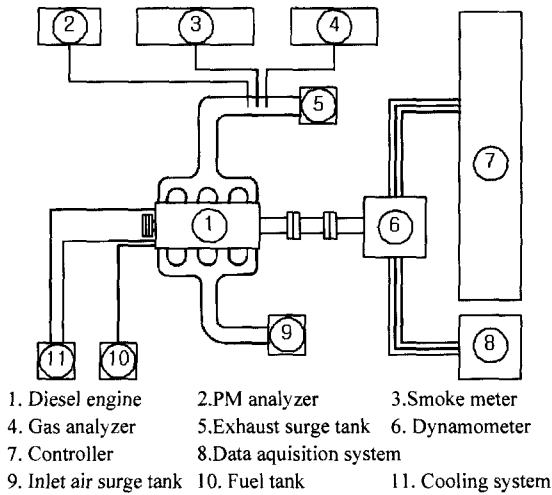 2
3
4
5
1
6
7
9
8
11
10
1. Diesel engine 2.PM analyzer 3.Smoke meter
4. Gas analyzer 5.Exhaust surge tank 6. Dynamometer
7. Controller 8.Data aquisition system
9. Inlet air surge tank 10. Fuel tank 11. Cooling system